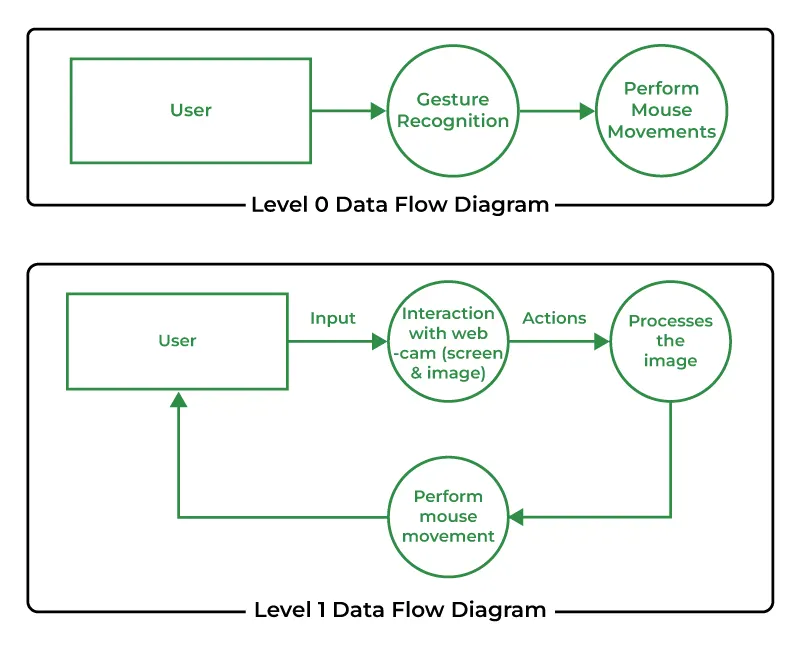 User
Gesture
Recognition
Perform
Mouse
Movements
Level 0 Data Flow Diagram
User
Input
Interaction
with web
-cam (screen
& image)
Actions
Processes
the
image
Perform
mouse
movement
Level 1 Data Flow Diagram